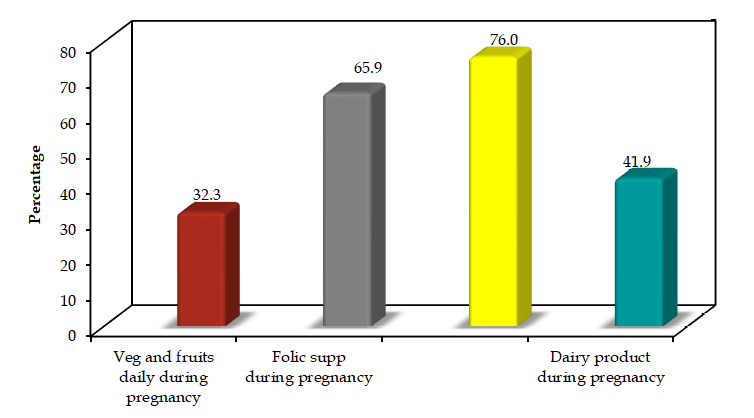 Percentage
80
70
60
50
40
30
20
10
0
32.3
65.9
76.0
41.9
Veg and fruits
daily during
pregnancy
Folic supp
during pregnancy
Dairy product
during pregnancy